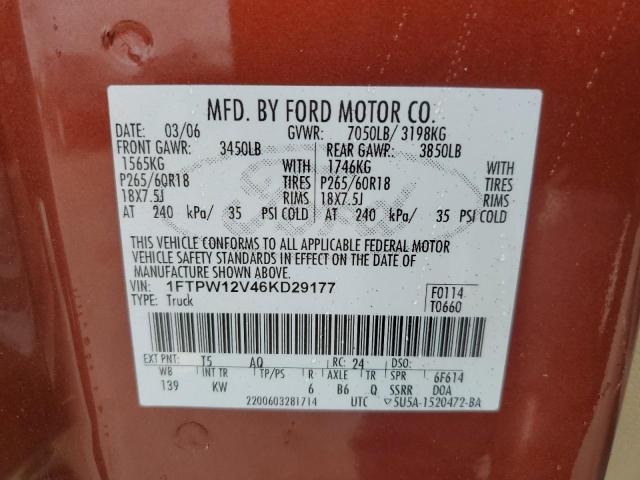 MFD. BY FORD MOTOR CO.
DATE: 03/06 GVWR: 7050LB/ 3198KG
FRONT GAWR: 3450LB REAR GAWR: 3850LB
1565KG WITH 1746KG WITH
P265/60R18 TIRES P265/60R18 TIRES
18X7.5J RIMS 18X7.5J RIMS
AT 240 kPa/ 35 PSI COLD AT 240 kPa/ 35 PSI COLD
Ford
THIS VEHICLE CONFORMS TO ALL APPLICABLE FEDERAL MOTOR
VEHICLE SAFETY STANDARDS IN EFFECT ON THE DATE OF
MANUFACTURE SHOWN ABOVE.
VIN: 1FTPW12V46KD29177 F0114
TYPE: Truck T0660
EXT PNT: T5 AQ RC: 24 DSO:
WB INT TR TP/PS R AXLE TR SPR 6F614
139 KW 6 B6 Q SSRR DOA
2200603281714 UTC 5U5A-1520472-BA